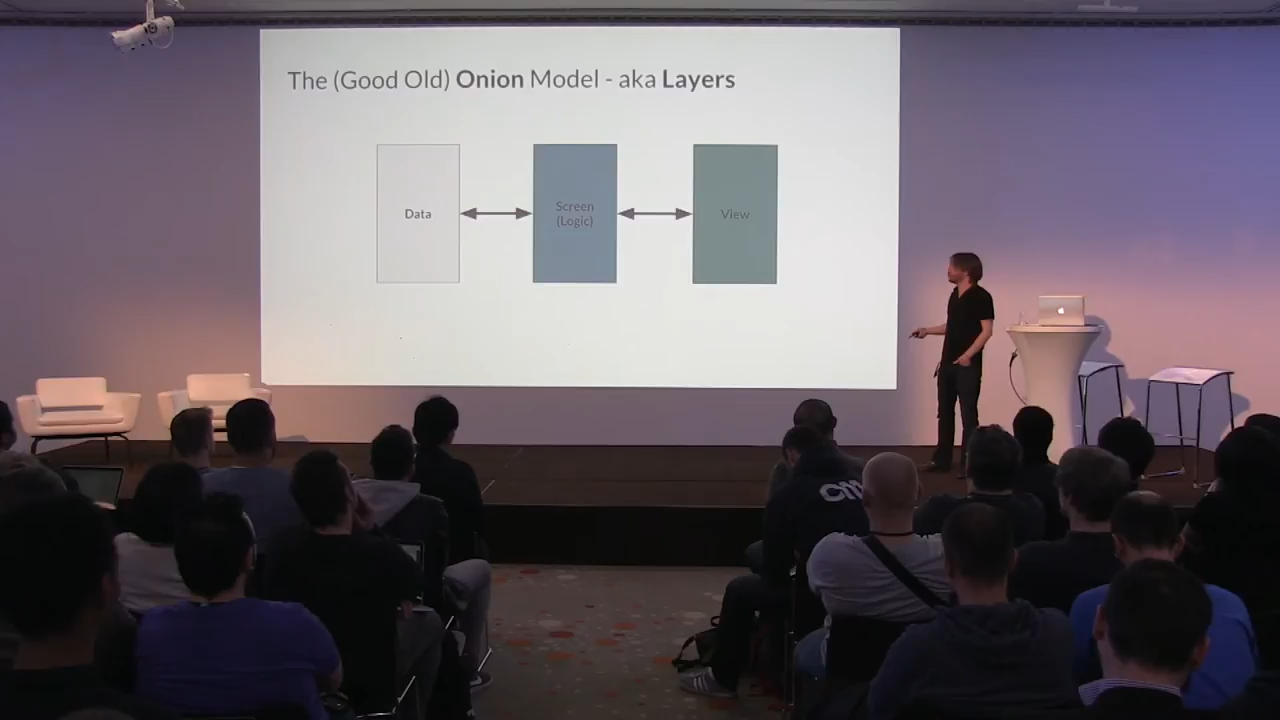 The (Good Old) Onion Model - aka Layers
Data
Screen
(Logic)
View